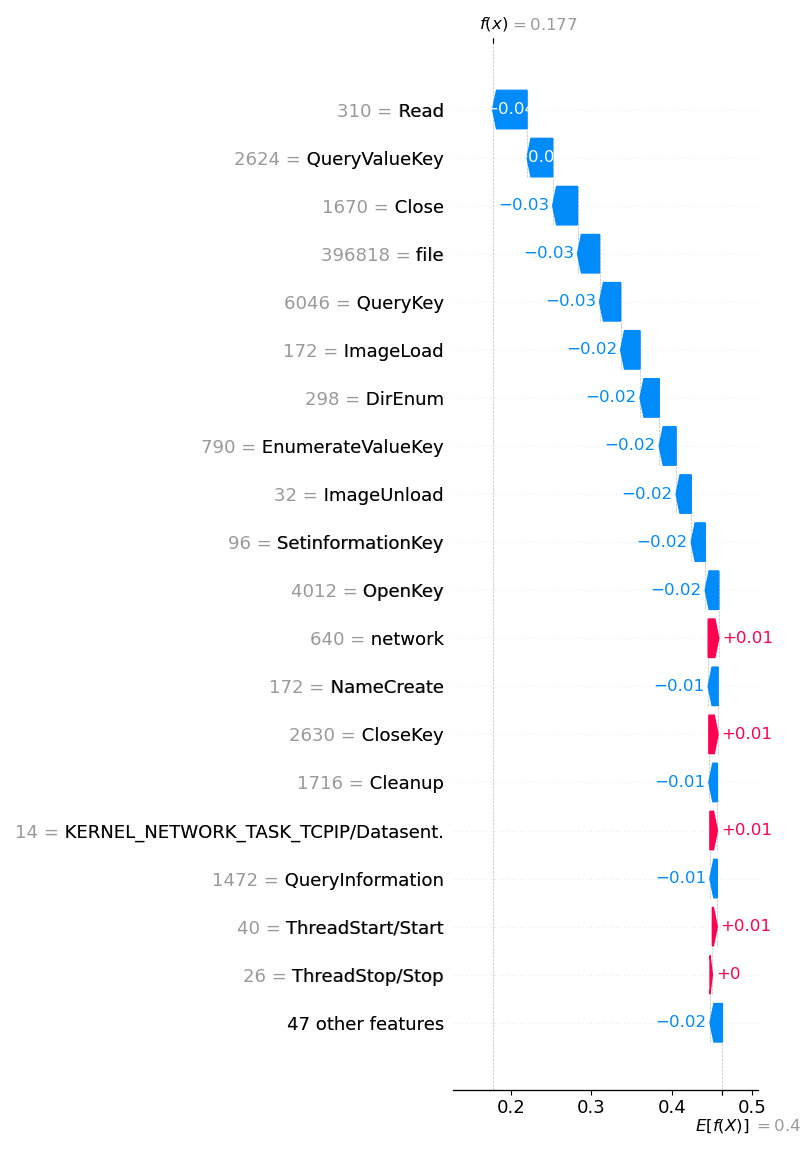 f(x) = 0.177
310 = Read −0.04
2624 = QueryValueKey 0.0
1670 = Close −0.03
396818 = file −0.03
6046 = QueryKey −0.03
172 = ImageLoad −0.02
298 = DirEnum −0.02
790 = EnumerateValueKey −0.02
32 = ImageUnload −0.02
96 = SetinformationKey −0.02
4012 = OpenKey −0.02
640 = network +0.01
172 = NameCreate −0.01
2630 = CloseKey +0.01
1716 = Cleanup −0.01
14 = KERNEL_NETWORK_TASK_TCPIP/Datasent. +0.01
1472 = QueryInformation −0.01
40 = ThreadStart/Start +0.01
26 = ThreadStop/Stop +0
47 other features −0.02
0.2 0.3 0.4 0.5
E[f(X)] = 0.4